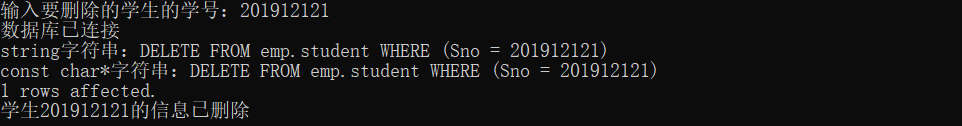 输入要删除的学生的学号：201912121
数据库已连接
string字符串：DELETE FROM emp.student WHERE (Sno = 201912121)
const char*字符串：DELETE FROM emp.student WHERE (Sno = 201912121)
1 rows affected.
学生201912121的信息已删除